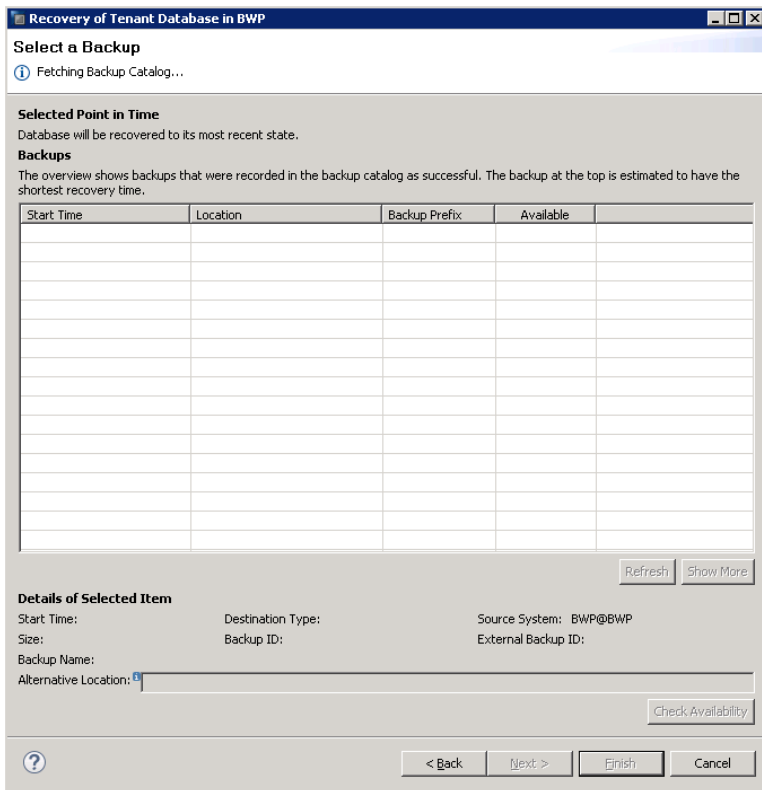 Recovery of Tenant Database in BWP
Select a Backup
Fetching Backup Catalog...
Selected Point in Time
Database will be recovered to its most recent state.
Backups
The overview shows backups that were recorded in the backup catalog as successful. The backup at the top is estimated to have the
shortest recovery time.
Start Time Location Backup Prefix Available
Refresh Show More
Details of Selected Item
Start Time: Destination Type: Source System: BWP@BWP
Size: Backup ID: External Backup ID:
Backup Name:
Alternative Location:
Check Availability
< Back Next > Finish Cancel